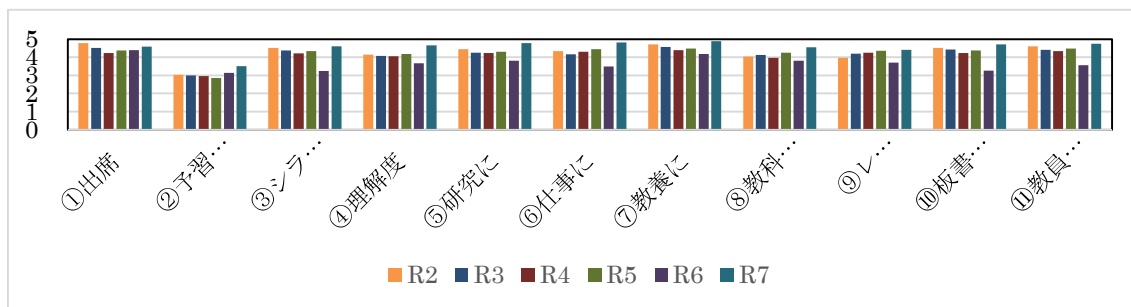 5
4
3
2
1
0
①出席
②予習…
③シラ…
④理解度
⑤研究に
⑥仕事に
⑦教養に
⑧教科…
⑨レ…
⑩板書…
⑪教員…
R2 R3 R4 R5 R6 R7